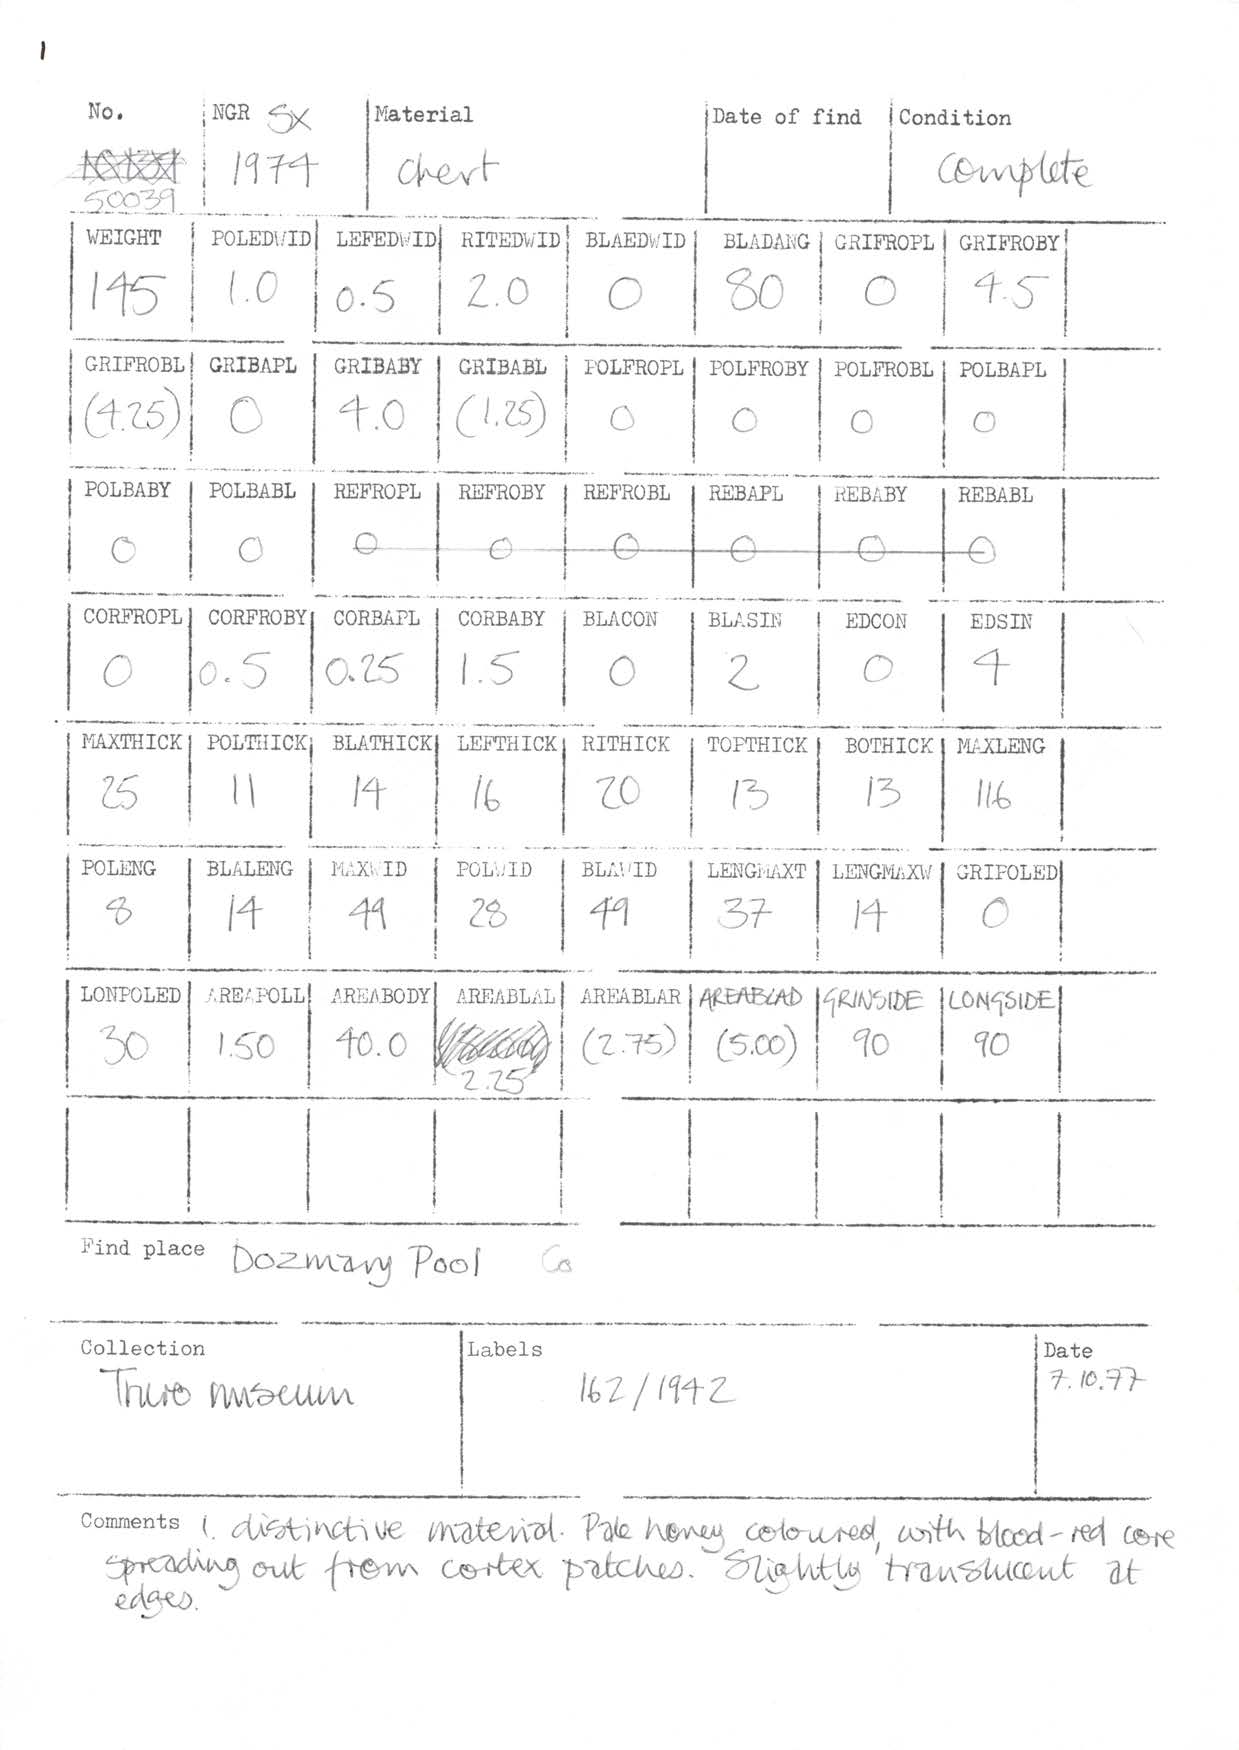 1
No. NGR SX Material Date of find Condition
50039 1974 chert complete
WEIGHT POLEDWID LEFEDWID RITEDWID BLAEDWID BLADANG GRIFROPL GRIFROBY
145 1.0 0.5 2.0 0 80 0 4.5
GRIFROBL GRIBAPL GRIBABY GRIBABL POLFROPL POLFROBY POLFROBL POLBAPL
(4.25) 0 4.0 (1.25) 0 0 0 0
POLBABY POLBABL REFROPL REFROBY REFROBL REBAPL REBABY REBABL
0 0 0 0 0 0 0 0
CORFROPL CORFROBY CORBAPL CORBABY BLACON BLASIN EDCON EDSIN
0 0.5 0.25 1.5 0 2 0 4
MAXTHICK POLTHICK BLATHICK LEFTHICK RITHICK TOPTHICK BOTHICK MAXLENG
25 11 14 16 20 13 13 116
POLENG BLALENG MAXWID POLWID BLAWID LENGMAXT LENGMAXW GRIPOLED
8 14 49 28 49 37 14 0
LONPOLED AREAPOLL AREABODY AREABLAL AREABLAR AREABLAD GRINSIDE LONGSIDE
30 1.50 40.0 2.25 (2.75) (5.00) 90 90
Find place Dozmary Pool Co
Collection Labels Date
Truro museum 162/1942 7.10.77
Comments 1. distinctive material. Pale honey coloured, with blood-red core
spreading out from cortex patches. Slightly translucent at
edges.